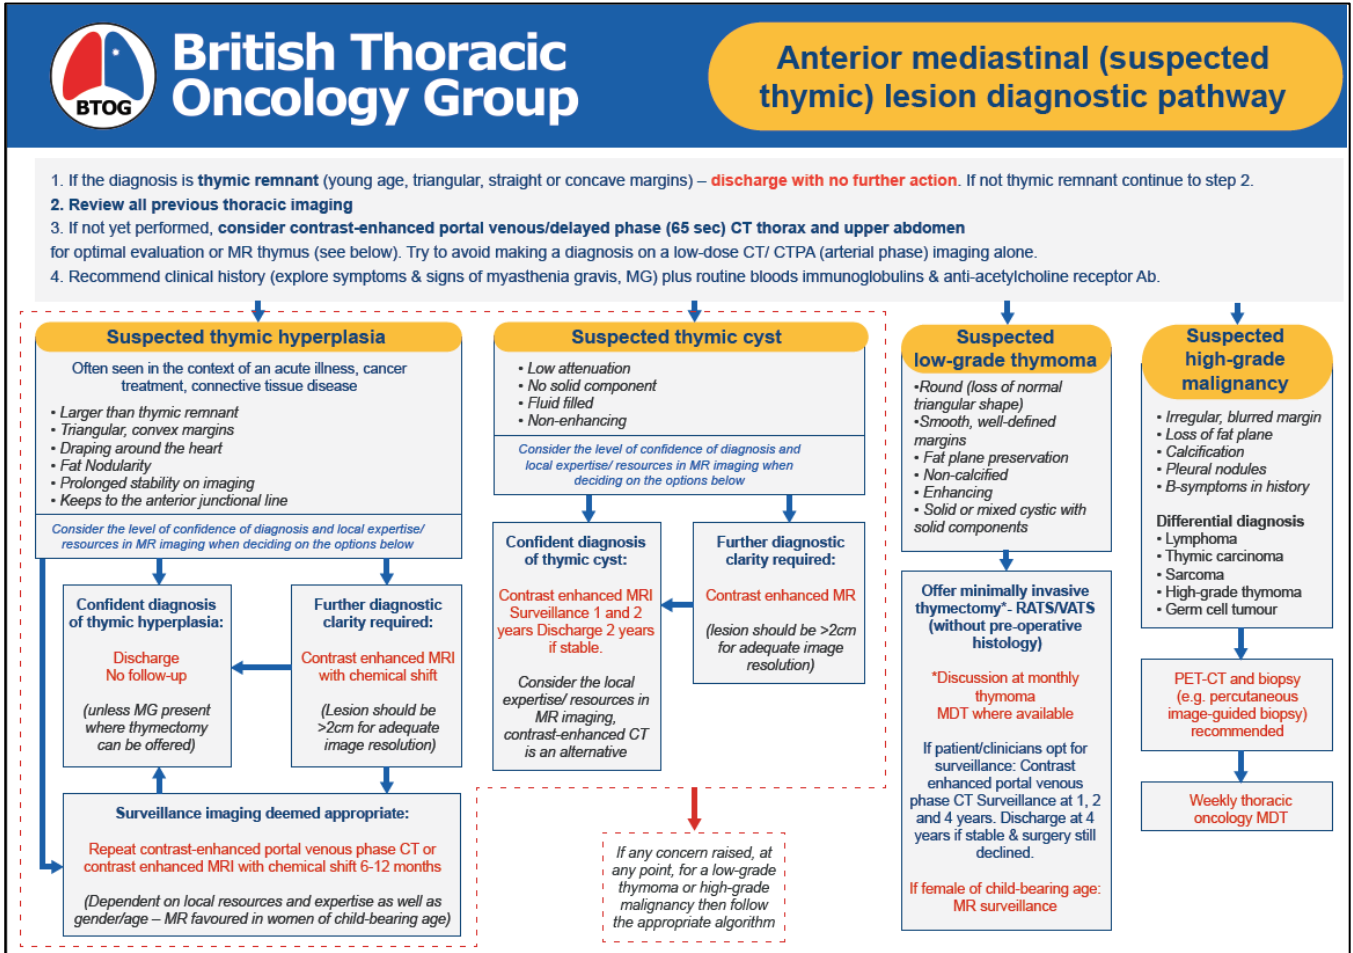 BTOG
British Thoracic
Oncology Group
Anterior mediastinal (suspected
thymic) lesion diagnostic pathway
1. If the diagnosis is thymic remnant (young age, triangular, straight or concave margins) – discharge with no further action. If not thymic remnant continue to step 2.
2. Review all previous thoracic imaging
3. If not yet performed, consider contrast-enhanced portal venous/delayed phase (65 sec) CT thorax and upper abdomen
for optimal evaluation or MR thymus (see below). Try to avoid making a diagnosis on a low-dose CT/ CTPA (arterial phase) imaging alone.
4. Recommend clinical history (explore symptoms & signs of myasthenia gravis, MG) plus routine bloods immunoglobulins & anti-acetylcholine receptor Ab.
Suspected thymic hyperplasia
Often seen in the context of an acute illness, cancer
treatment, connective tissue disease
• Larger than thymic remnant
• Triangular, convex margins
• Draping around the heart
• Fat Nodularity
• Prolonged stability on imaging
• Keeps to the anterior junctional line
Consider the level of confidence of diagnosis and local expertise/
resources in MR imaging when deciding on the options below
Confident diagnosis
of thymic hyperplasia:
Discharge
No follow-up
(unless MG present
where thymectomy
can be offered)
Further diagnostic
clarity required:
Contrast enhanced MRI
with chemical shift
(Lesion should be
>2cm for adequate
image resolution)
Surveillance imaging deemed appropriate:
Repeat contrast-enhanced portal venous phase CT or
contrast enhanced MRI with chemical shift 6-12 months
(Dependent on local resources and expertise as well as
gender/age – MR favoured in women of child-bearing age)
Suspected thymic cyst
• Low attenuation
• No solid component
• Fluid filled
• Non-enhancing
Consider the level of confidence of diagnosis and
local expertise/ resources in MR imaging when
deciding on the options below
Confident diagnosis
of thymic cyst:
Contrast enhanced MRI
Surveillance 1 and 2
years Discharge 2 years
if stable.
Consider the local
expertise/ resources in
MR imaging,
contrast-enhanced CT
is an alternative
Further diagnostic
clarity required:
Contrast enhanced MR
(lesion should be >2cm
for adequate image
resolution)
If any concern raised, at
any point, for a low-grade
thymoma or high-grade
malignancy then follow
the appropriate algorithm
Suspected
low-grade thymoma
•Round (loss of normal
triangular shape)
•Smooth, well-defined
margins
• Fat plane preservation
• Non-calcified
• Enhancing
• Solid or mixed cystic with
solid components
Offer minimally invasive
thymectomy*- RATS/VATS
(without pre-operative
histology)
*Discussion at monthly
thymoma
MDT where available
If patient/clinicians opt for
surveillance: Contrast
enhanced portal venous
phase CT Surveillance at 1, 2
and 4 years. Discharge at 4
years if stable & surgery still
declined.
If female of child-bearing age:
MR surveillance
Suspected
high-grade
malignancy
• Irregular, blurred margin
• Loss of fat plane
• Calcification
• Pleural nodules
• B-symptoms in history
Differential diagnosis
• Lymphoma
• Thymic carcinoma
• Sarcoma
• High-grade thymoma
• Germ cell tumour
PET-CT and biopsy
(e.g. percutaneous
image-guided biopsy)
recommended
Weekly thoracic
oncology MDT